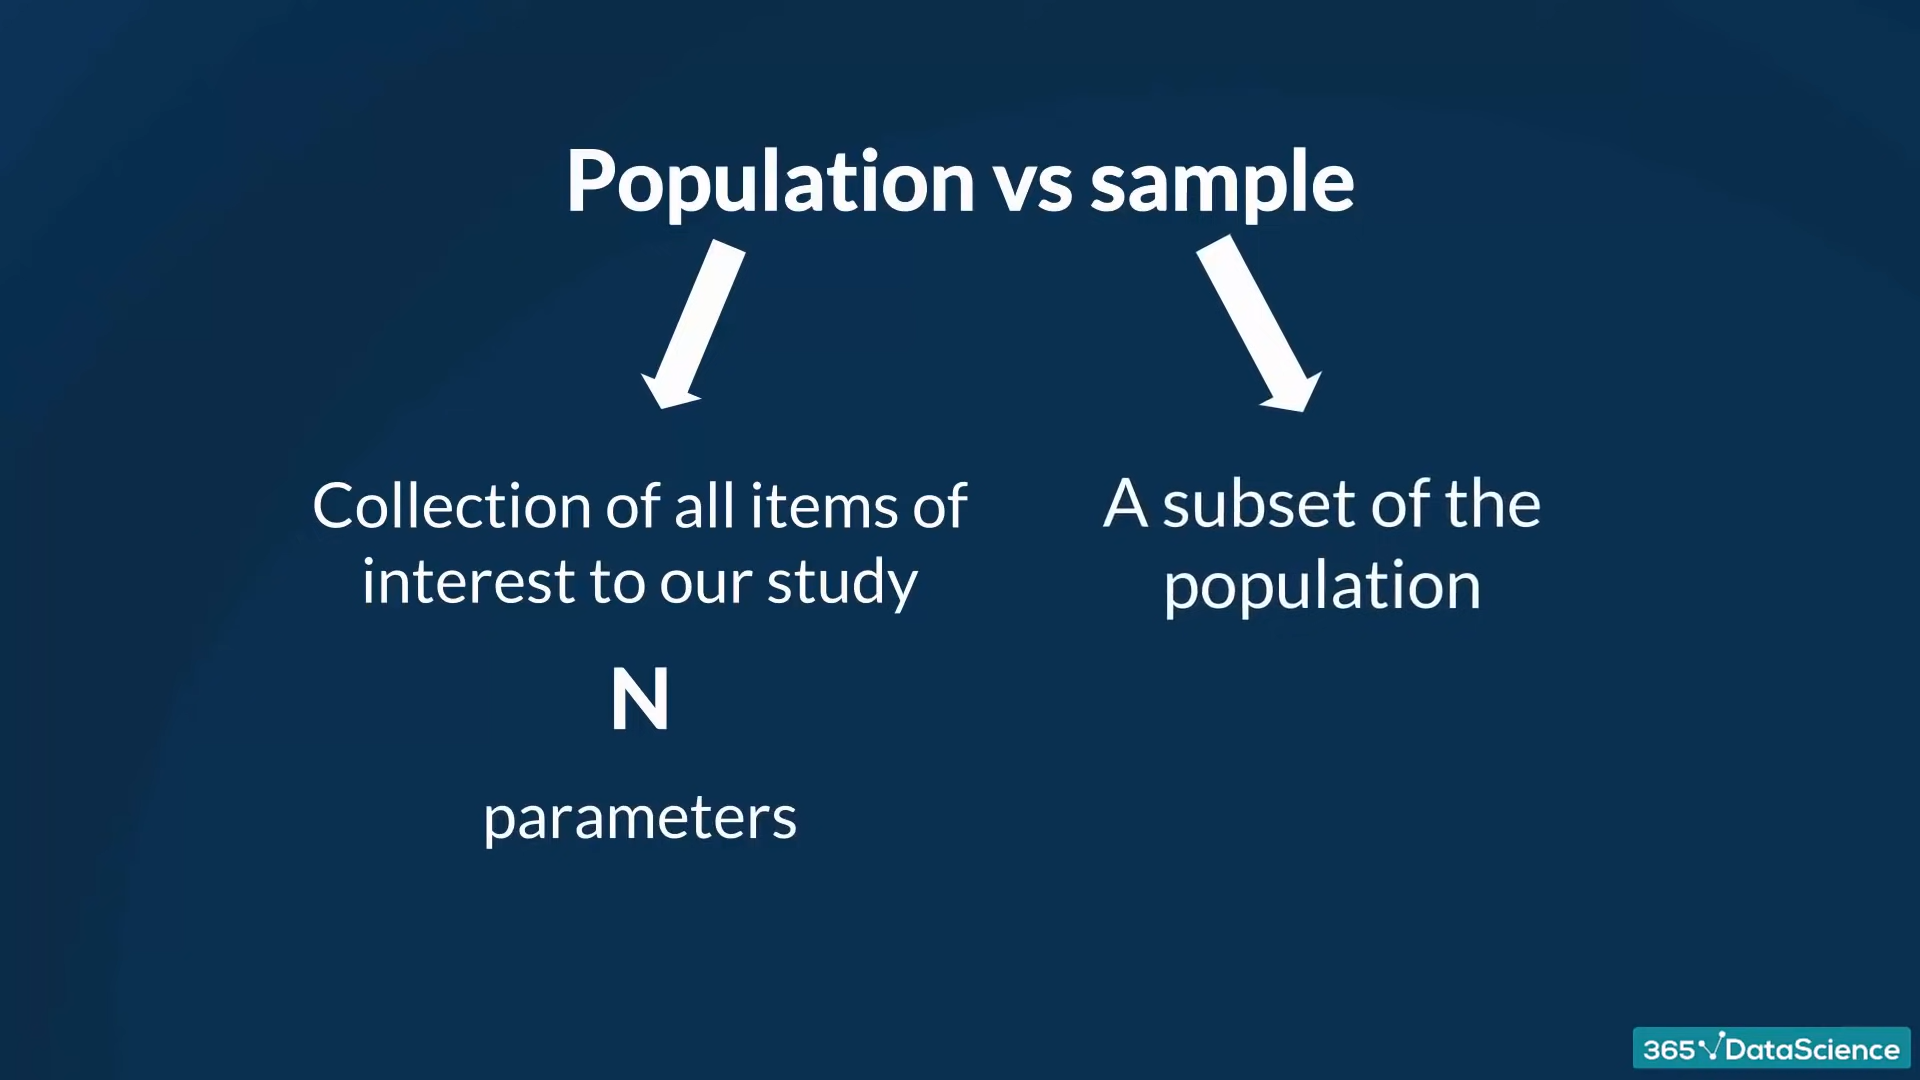 Population vs sample
Collection of all items of
interest to our study
N
parameters
A subset of the
population
365 DataScience